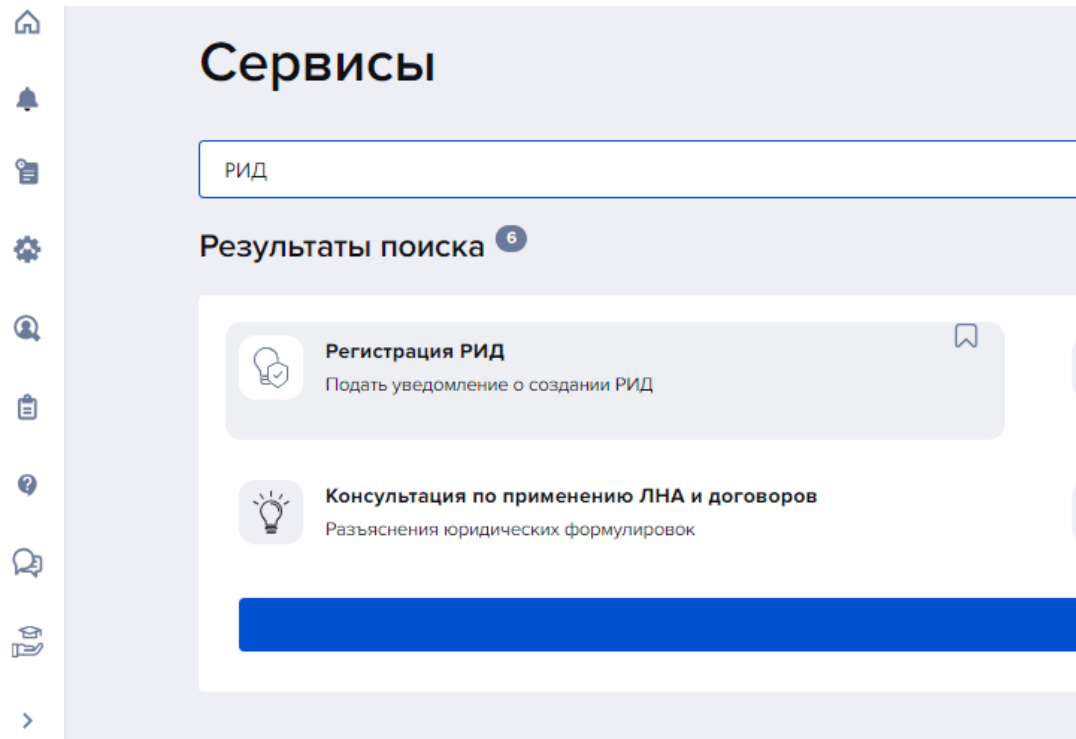 Сервисы
РИД
Результаты поиска 6
Регистрация РИД
Подать уведомление о создании РИД
Консультация по применению ЛНА и договоров
Разъяснения юридических формулировок